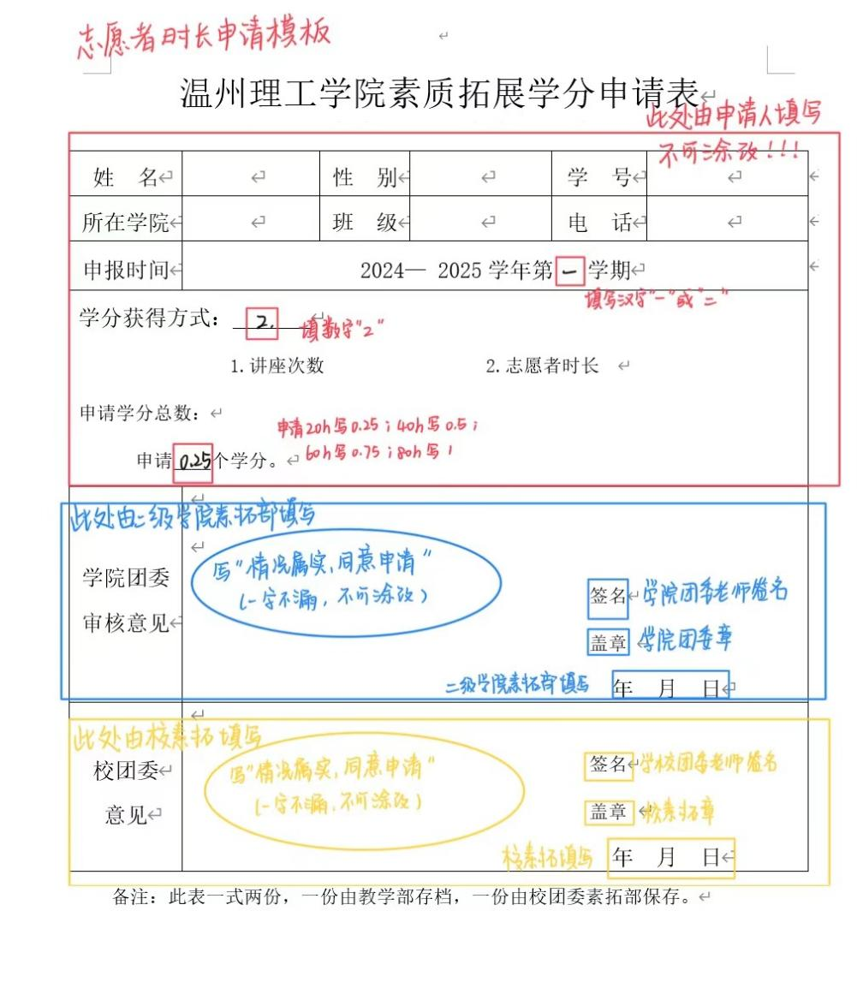 志愿者时长申请模板
温州理工学院素质拓展学分申请表
此处由申请人填写
不可涂改！！！
姓 名 性 别 学 号
所在学院 班 级 电 话
申报时间 2024— 2025 学年第一学期
填写汉字“一”或“二”
学分获得方式： 2. 填数字“2”
1.讲座次数 2.志愿者时长
申请学分总数：
申请20h写0.25；40h写0.5；
60h写0.75；80h写1
申请0.25个学分。
此处由二级学院素拓部填写
写“情况属实，同意申请”
(一字不漏，不可涂改)
学院团委
审核意见
签名 学院团委老师签名
盖章 学院团委章
二级学院素拓部填写 年 月 日
此处由校素拓填写
写“情况属实，同意申请”
(一字不漏，不可涂改)
校团委
意见
签名 学校团委老师签名
盖章 校素拓章
校素拓填写 年 月 日
备注：此表一式两份，一份由教学部存档，一份由校团委素拓部保存。